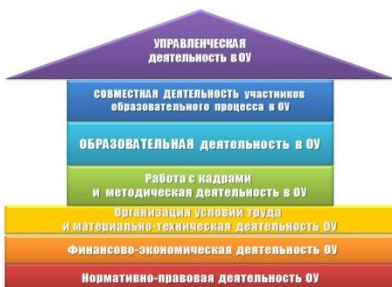 УПРАВЛЕНЧЕСКАЯ
деятельность в ОУ
СОВМЕСТНАЯ ДЕЯТЕЛЬНОСТЬ участников
образовательного процесса в ОУ
ОБРАЗОВАТЕЛЬНАЯ деятельность в ОУ
Работа с кадрами
и методическая деятельность в ОУ
Организация условий труда
и материально-техническая деятельность ОУ
Финансово-экономическая деятельность ОУ
Нормативно-правовая деятельность ОУ